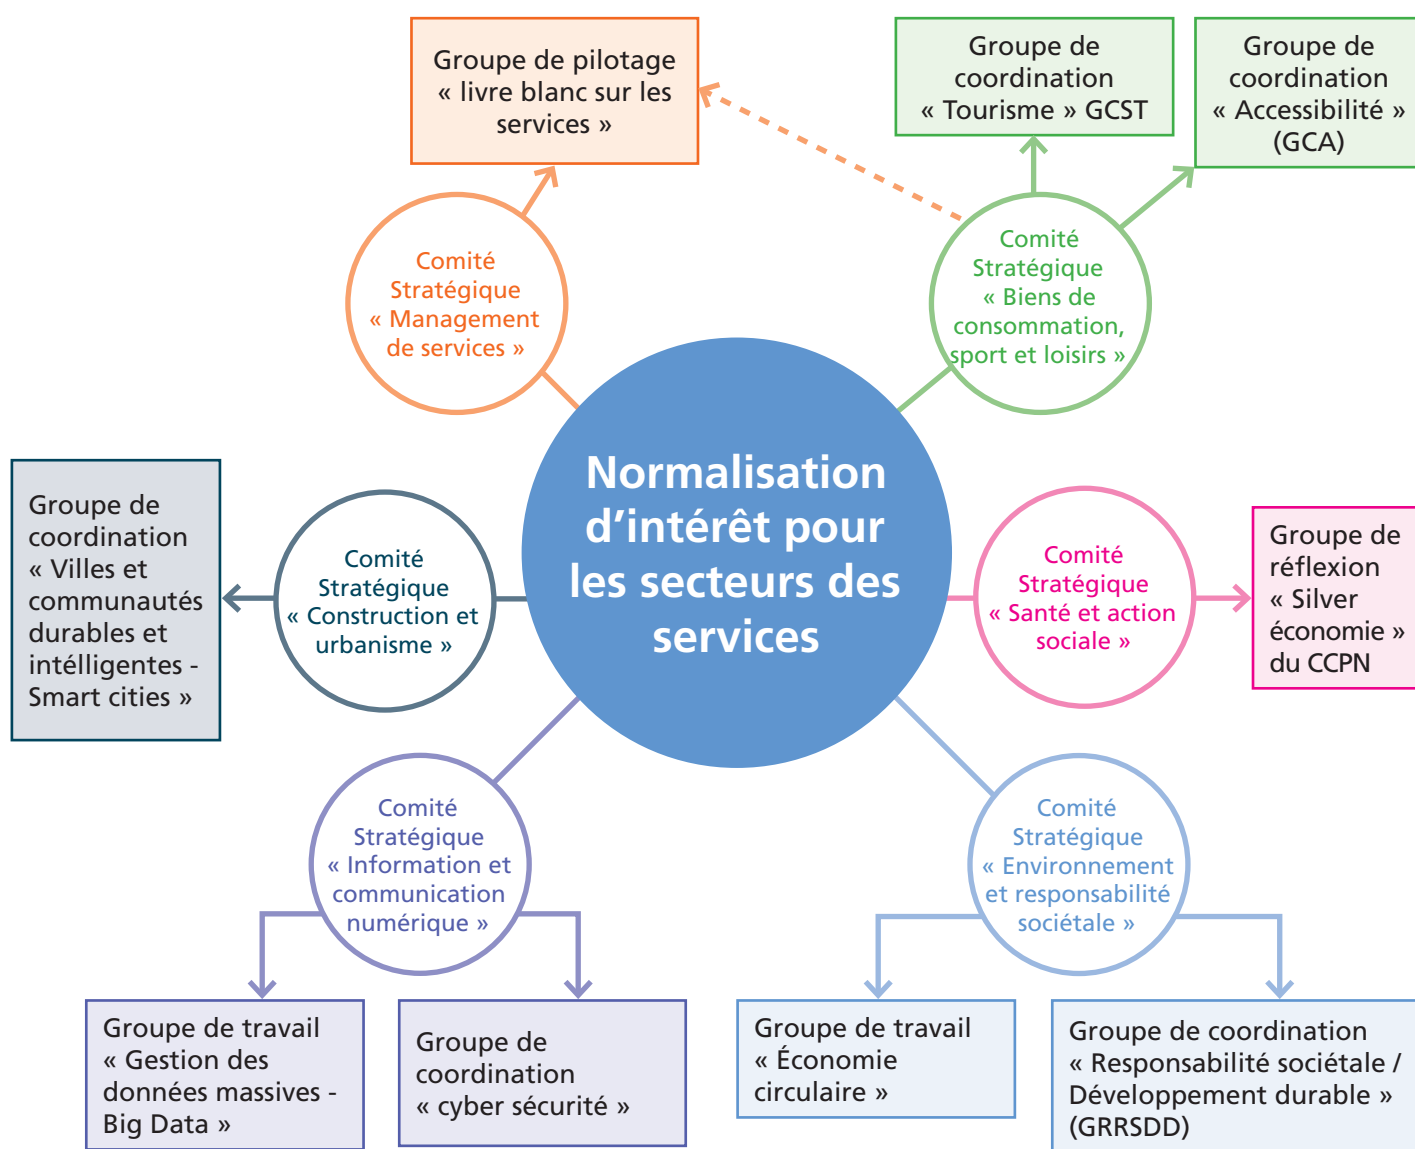 Groupe de pilotage
« livre blanc sur les
services »
Groupe de
coordination
« Tourisme » GCST
Groupe de
coordination
« Accessibilité »
(GCA)
Comité
Stratégique
« Management
de services »
Comité
Stratégique
« Biens de
consommation,
sport et loisirs »
Normalisation
d’intérêt pour
les secteurs des
services
Groupe de
coordination
« Villes et
communautés
durables et
intélligentes -
Smart cities »
Comité
Stratégique
« Construction et
urbanisme »
Comité
Stratégique
« Santé et action
sociale »
Groupe de
réflexion
« Silver
économie »
du CCPN
Comité
Stratégique
« Information et
communication
numérique »
Comité
Stratégique
« Environnement
et responsabilité
sociétale »
Groupe de travail
« Gestion des
données massives -
Big Data »
Groupe de
coordination
« cyber sécurité »
Groupe de travail
« Économie
circulaire »
Groupe de coordination
« Responsabilité sociétale /
Développement durable »
(GRRSDD)